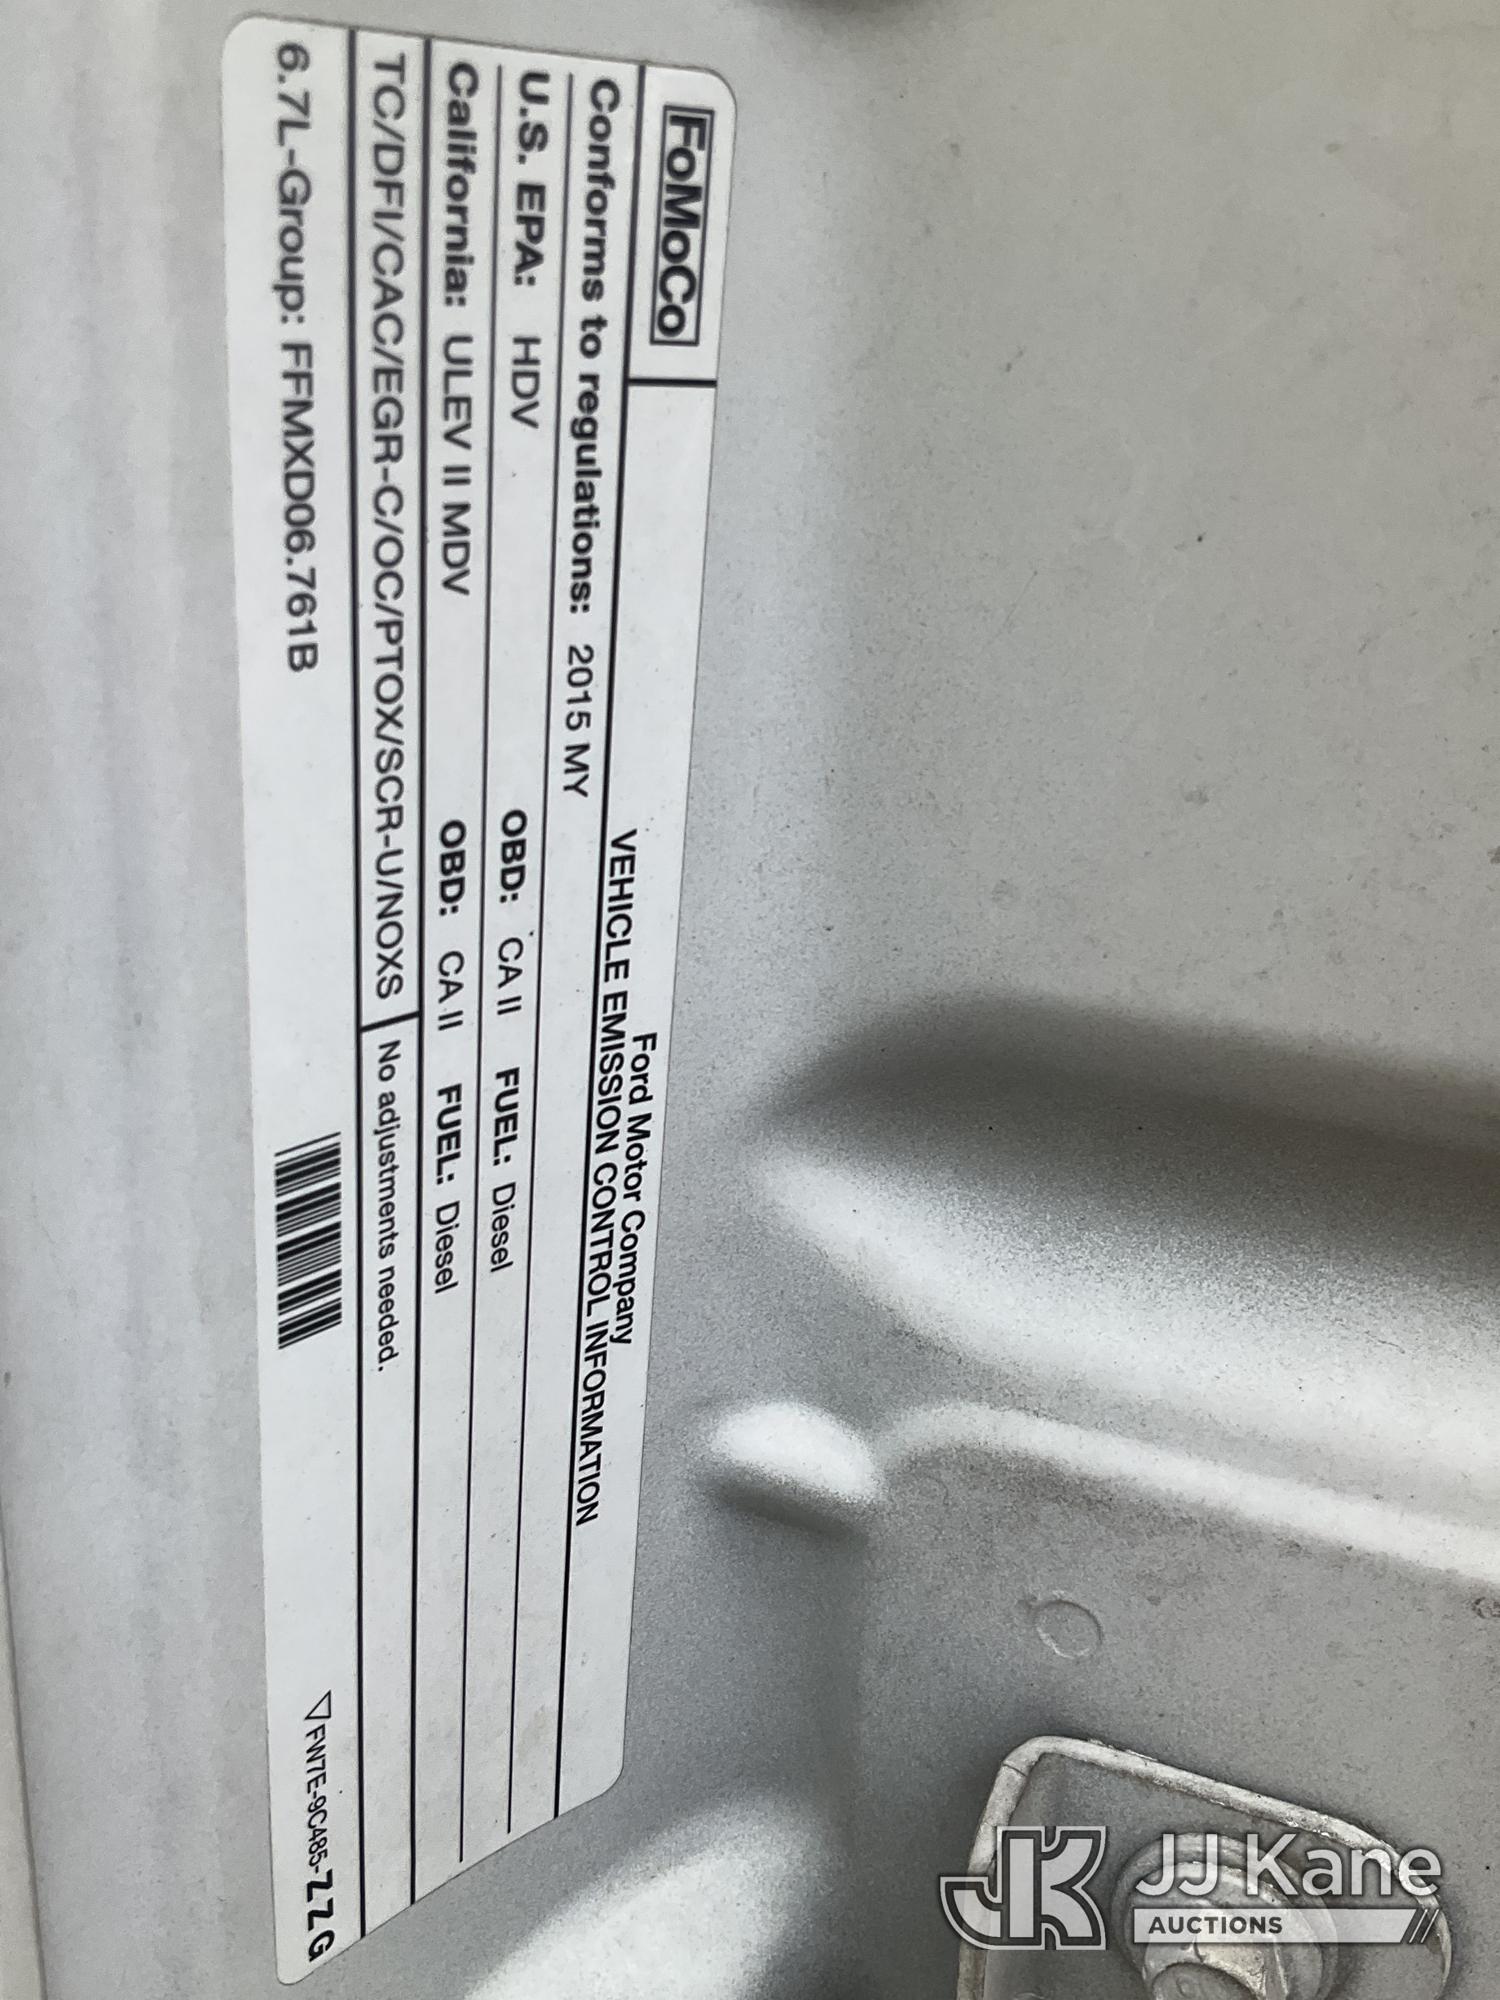 FoMoCo
Ford Motor Company
VEHICLE EMISSION CONTROL INFORMATION
Conforms to regulations: 2015 MY
U.S. EPA: HDV OBD: CA II FUEL: Diesel
California: ULEV II MDV OBD: CA II FUEL: Diesel
TC/DFI/CAC/EGR-C/OC/PTOX/SCR-U/NOXS No adjustments needed.
6.7L-Group: FFMXD06.761B
FW7E-9C485-ZZG
JK JJ Kane
AUCTIONS